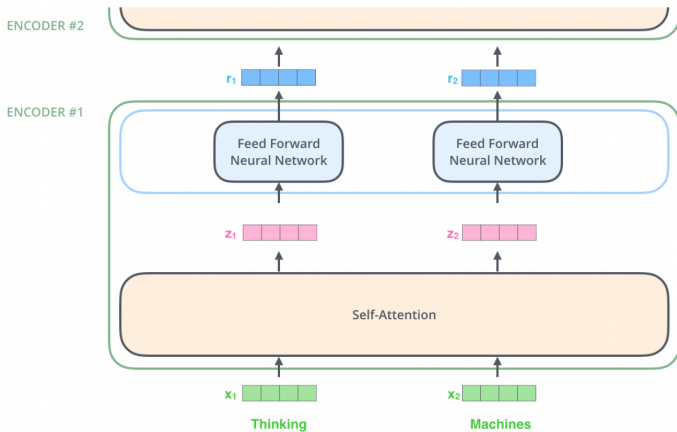 ENCODER #2
r₁ r₂
ENCODER #1
Feed Forward Neural Network
Feed Forward Neural Network
z₁ z₂
Self-Attention
x₁ x₂
Thinking Machines